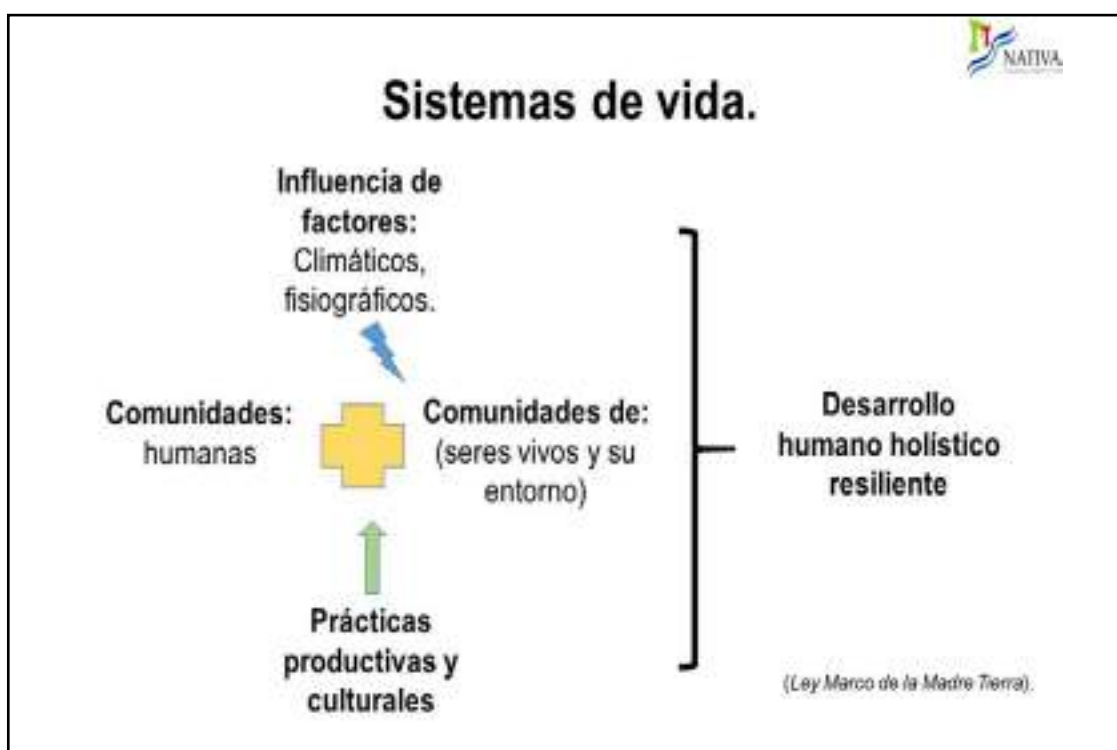 NATIVA
Sistemas de vida.
Influencia de
factores:
Climáticos,
fisiográficos.
Comunidades:
humanas
Comunidades de:
(seres vivos y su
entorno)
Desarrollo
humano holístico
resiliente
Prácticas
productivas y
culturales
(Ley Marco de la Madre Tierra).